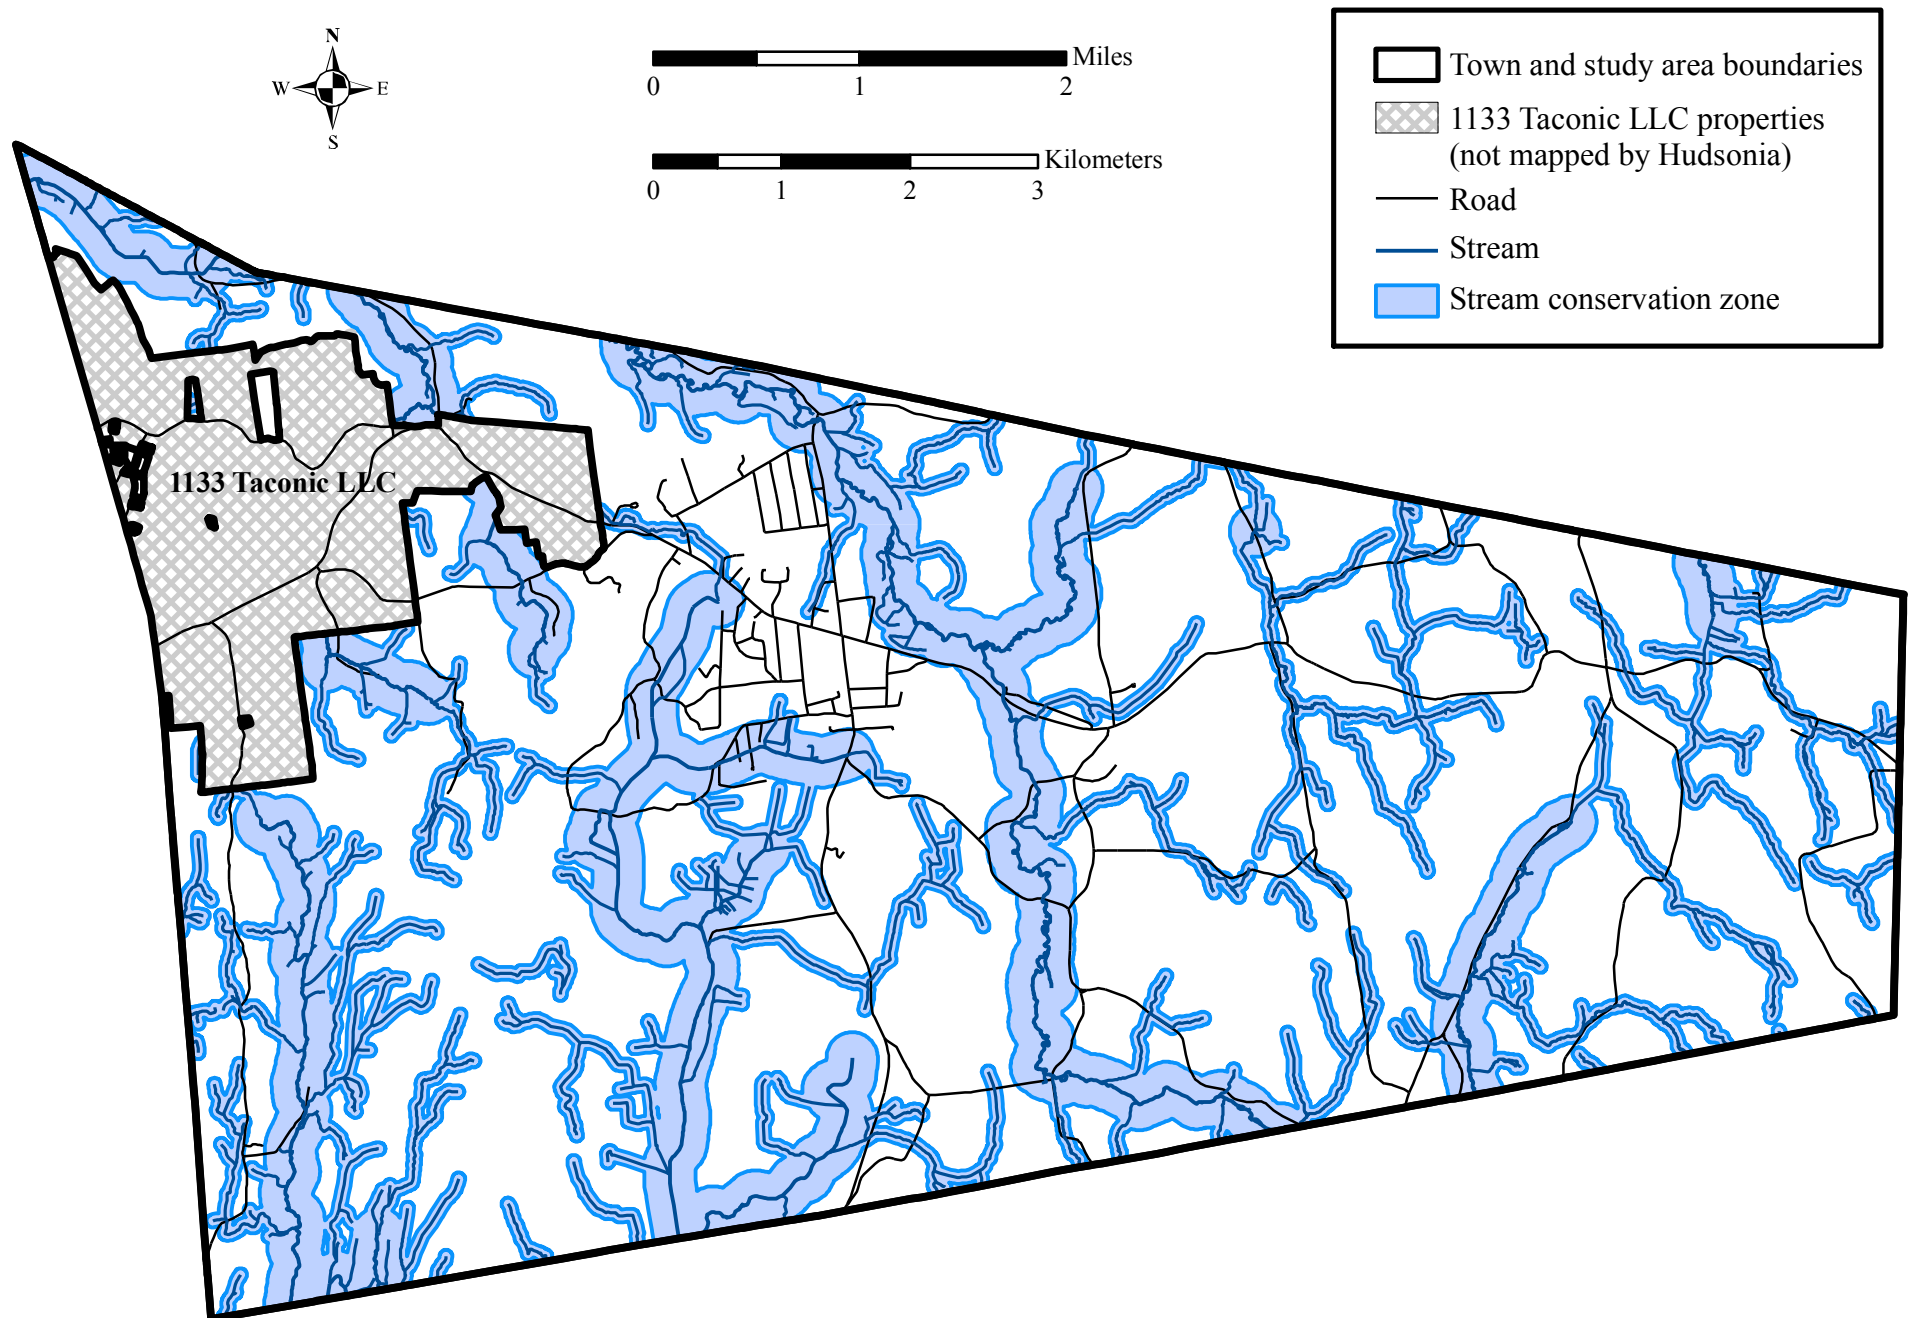 N
W E
S
Miles
0 1 2
Kilometers
0 1 2 3
Town and study area boundaries
1133 Taconic LLC properties
(not mapped by Hudsonia)
Road
Stream
Stream conservation zone
1133 Taconic LLC